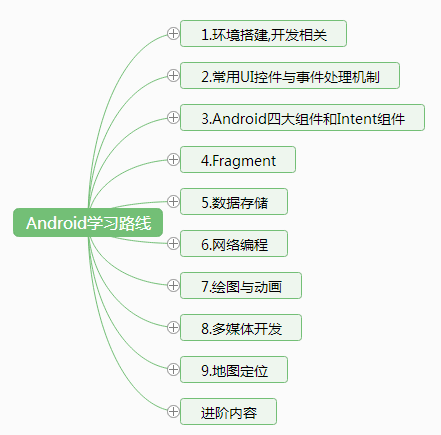 Android学习路线
1.环境搭建,开发相关
2.常用UI控件与事件处理机制
3.Android四大组件和Intent组件
4.Fragment
5.数据存储
6.网络编程
7.绘图与动画
8.多媒体开发
9.地图定位
进阶内容